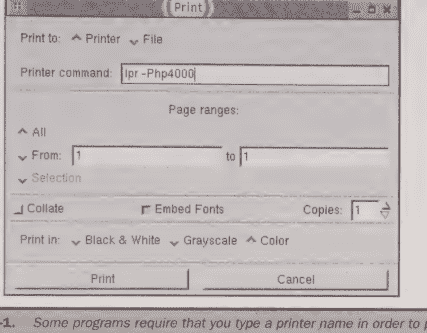 Print
Print to: Printer File
Printer command: lpr -Php4000
Page ranges:
All
From: 1 to 1
Selection
Collate Embed Fonts Copies: 1
Print in: Black & White Grayscale Color
Print Cancel
-1. Some programs require that you type a printer name in order to